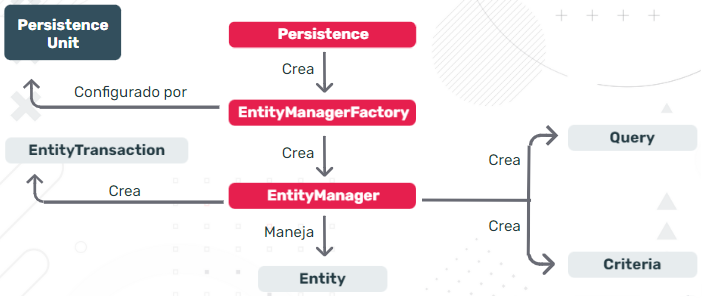 Persistence
Unit
Persistence
Crea
Configurado por
EntityManagerFactory
EntityTransaction
Crea
Query
Crea
Crea
EntityManager
Maneja
Crea
Entity
Criteria